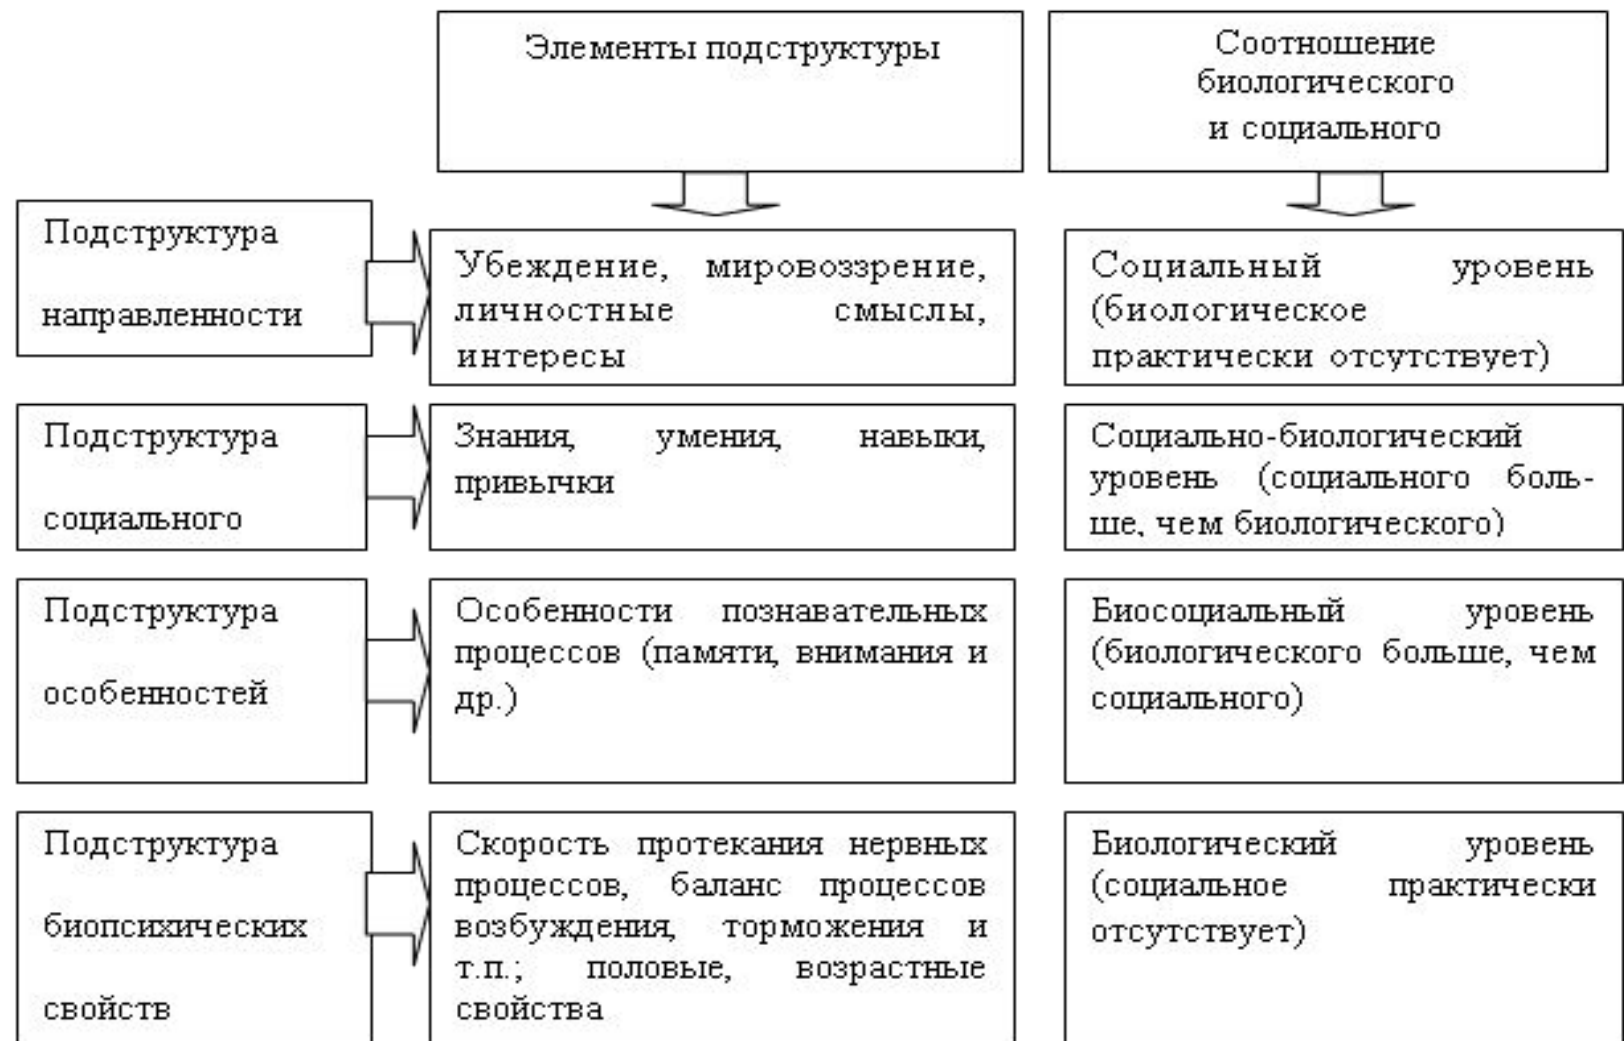 Элементы подструктуры
Соотношение
биологического
и социального
Подструктура
направленности
Убеждение, мировоззрение,
личностные смыслы,
интересы
Социальный уровень
(биологическое
практически отсутствует)
Подструктура
социального
Знания, умения, навыки,
привычки
Социально-биологический
уровень (социального боль-
ше, чем биологического)
Подструктура
особенностей
Особенности познавательных
процессов (памяти, внимания и
др.)
Биосоциальный уровень
(биологического больше, чем
социального)
Подструктура
биопсихических
свойств
Скорость протекания нервных
процессов, баланс процессов
возбуждения, торможения и
т.п.; половые, возрастные
свойства
Биологический уровень
(социальное практически
отсутствует)